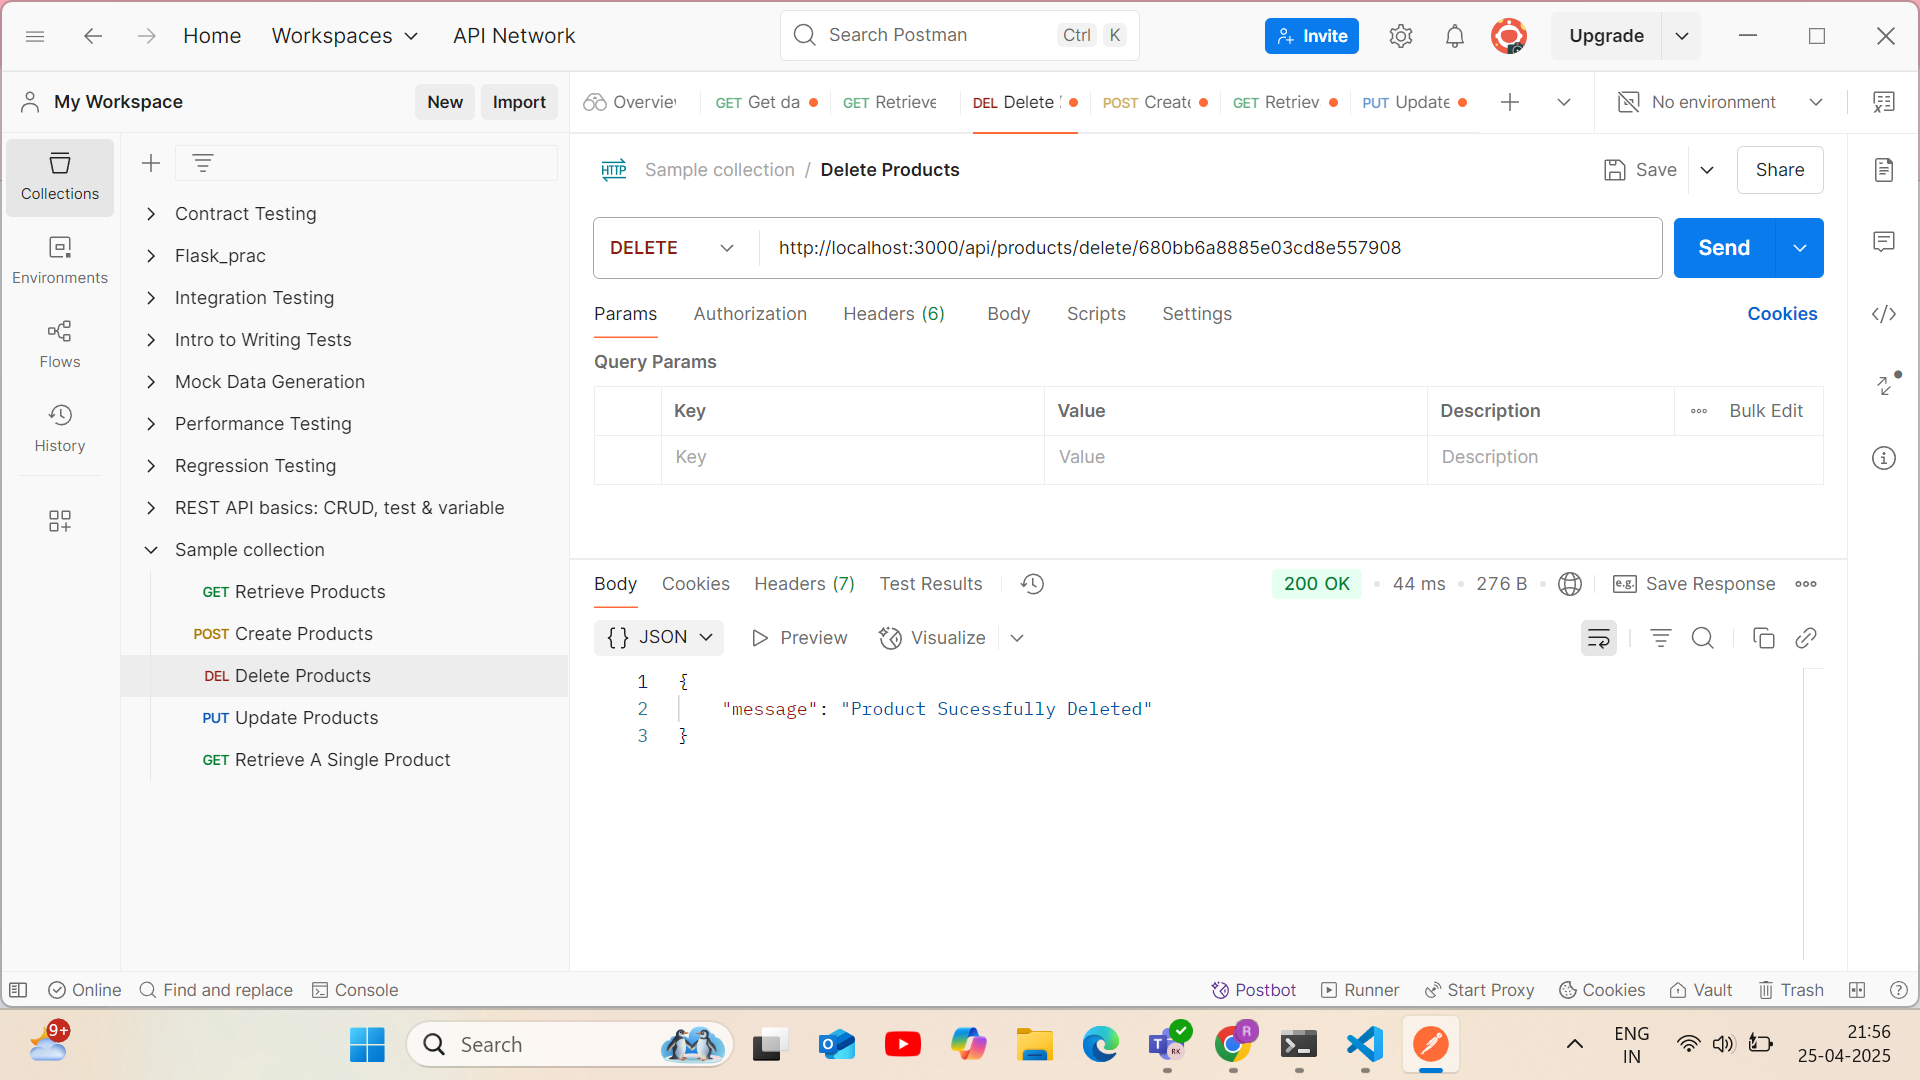 Home Workspaces API Network Search Postman Ctrl K Invite Upgrade
My Workspace New Import Overview GET Get da GET Retrieve DEL Delete POST Create GET Retriev PUT Update No environment
Collections
Environments
Flows
History
Contract Testing
Flask_prac
Integration Testing
Intro to Writing Tests
Mock Data Generation
Performance Testing
Regression Testing
REST API basics: CRUD, test & variable
Sample collection
GET Retrieve Products
POST Create Products
DEL Delete Products
PUT Update Products
GET Retrieve A Single Product
HTTP Sample collection / Delete Products Save Share
DELETE http://localhost:3000/api/products/delete/680bb6a8885e03cd8e557908 Send
Params Authorization Headers (6) Body Scripts Settings Cookies
Query Params
Key Value Description Bulk Edit
Key Value Description
Body Cookies Headers (7) Test Results 200 OK 44 ms 276 B e.g. Save Response
{} JSON Preview Visualize
1 {
2 "message": "Product Sucessfully Deleted"
3 }
Online Find and replace Console Postbot Runner Start Proxy Cookies Vault Trash
9+ Search R RK ENG 21:56
IN 25-04-2025